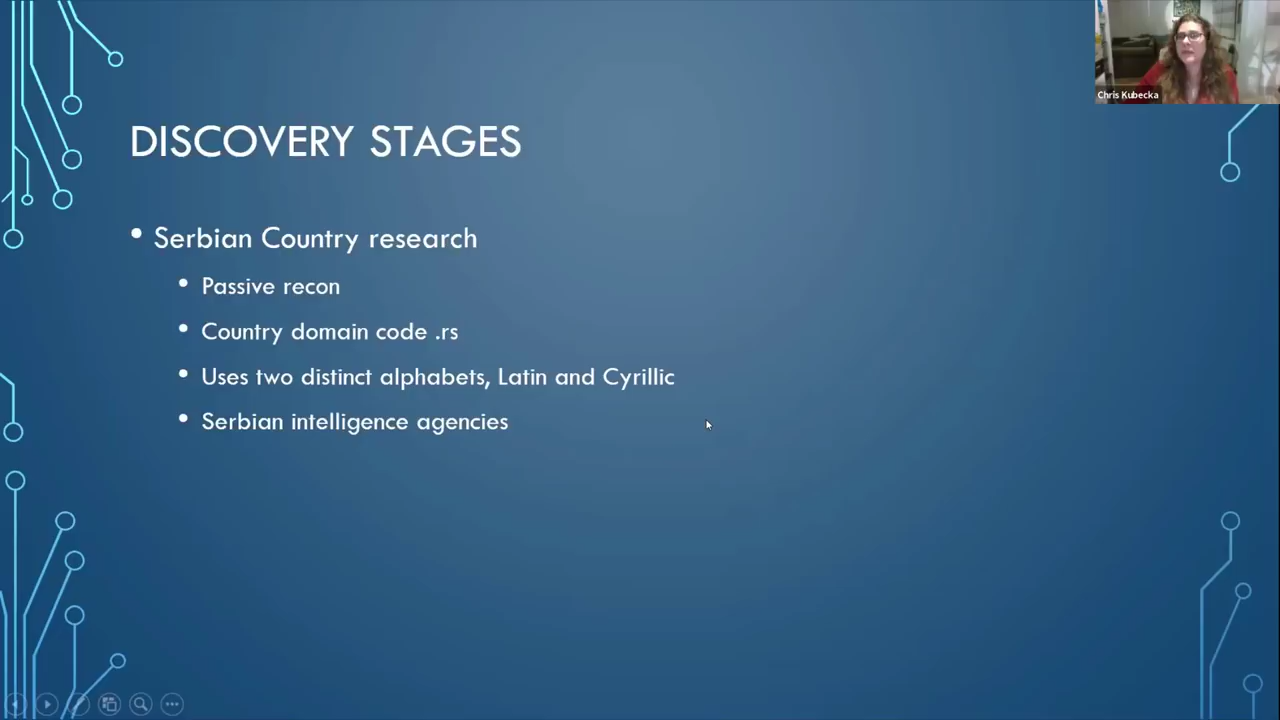 Chris Kubecka
DISCOVERY STAGES
• Serbian Country research
• Passive recon
• Country domain code .rs
• Uses two distinct alphabets, Latin and Cyrillic
• Serbian intelligence agencies